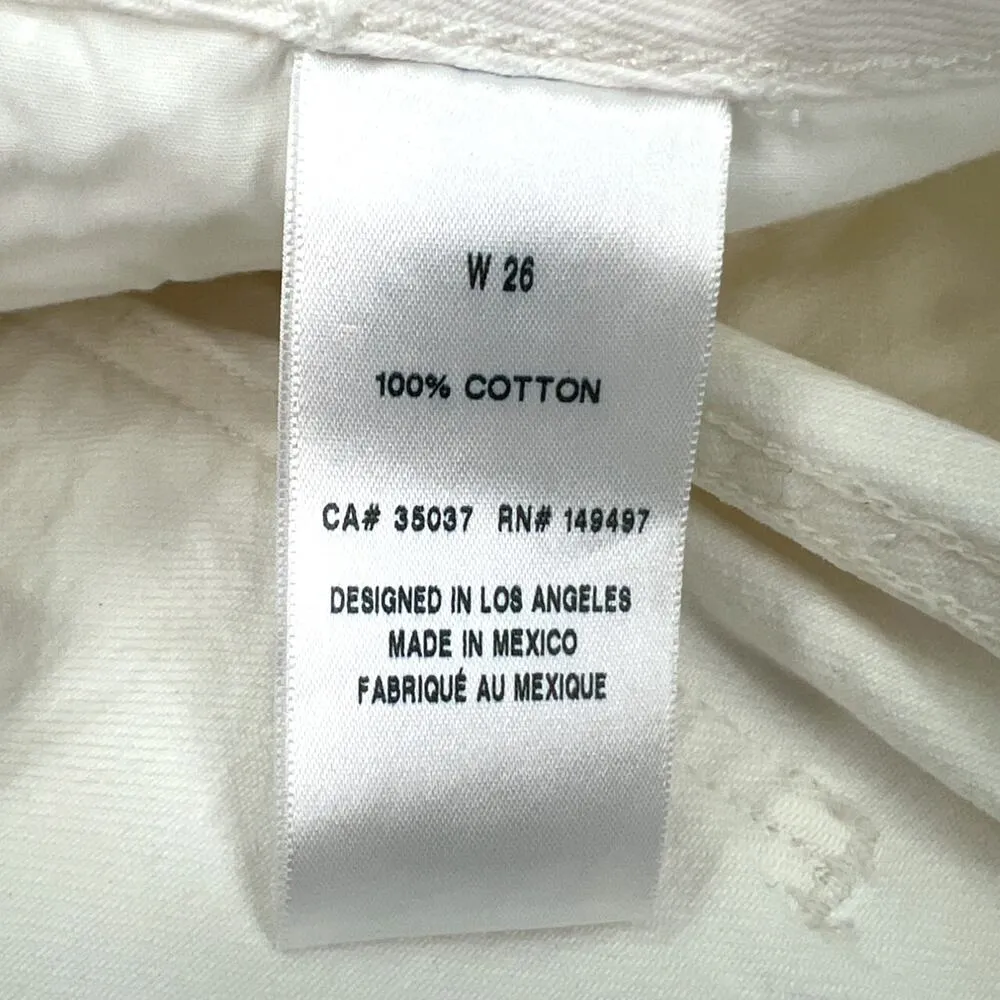 W 26
100% COTTON
CA# 35037 RN# 149497
DESIGNED IN LOS ANGELES
MADE IN MEXICO
FABRIQUÉ AU MEXIQUE